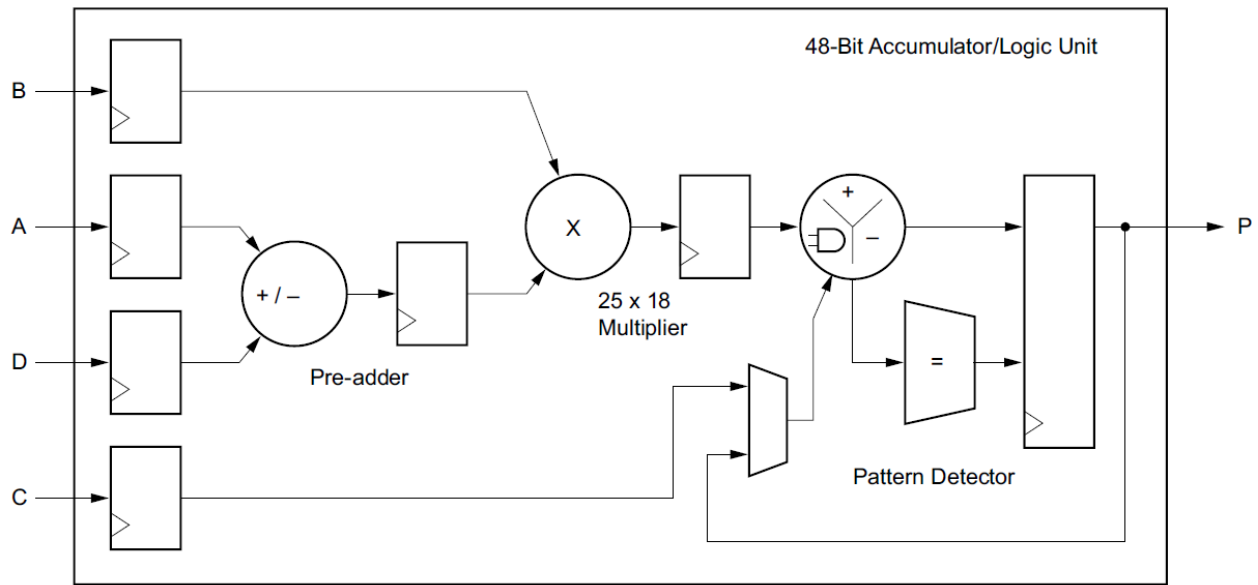 48-Bit Accumulator/Logic Unit
B
A
D
C
+ / –
Pre-adder
X
25 x 18
Multiplier
+
–
=
Pattern Detector
P